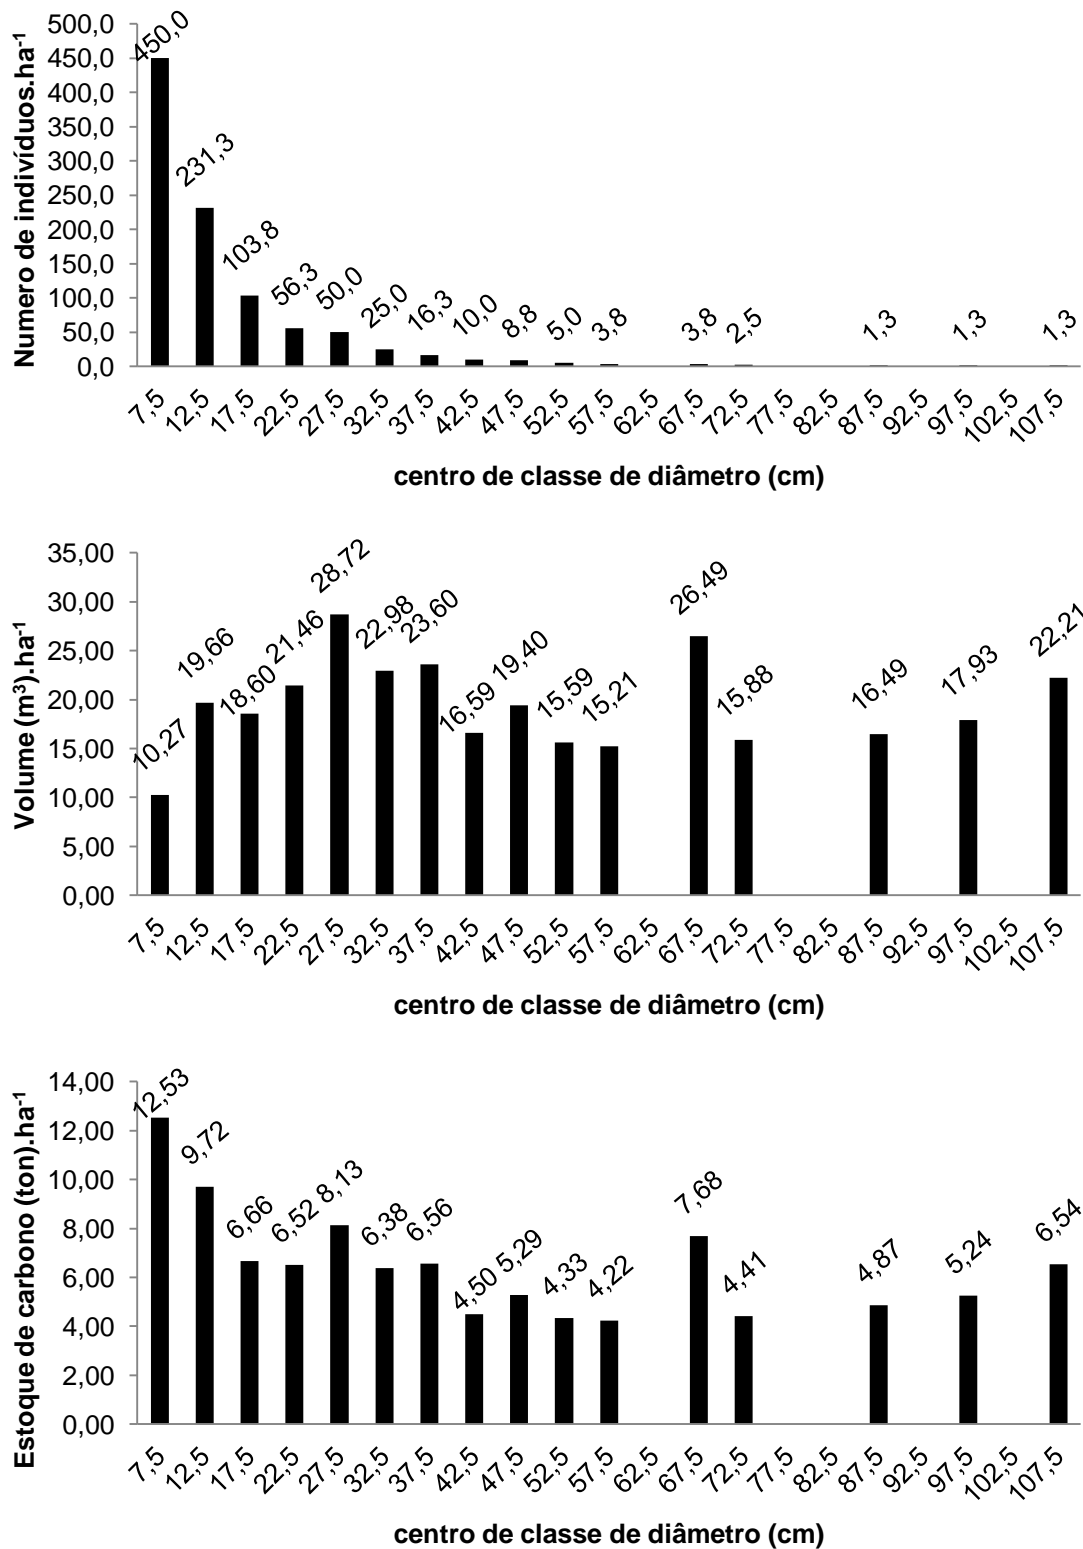 Numero de indivíduos.ha⁻¹
500,0
450,0
400,0
350,0
300,0
250,0
200,0
150,0
100,0
50,0
0,0
450,0 231,3 103,8 56,3 50,0 25,0 16,3 10,0 8,8 5,0 3,8 3,8 2,5 1,3 1,3 1,3
7,5 12,5 17,5 22,5 27,5 32,5 37,5 42,5 47,5 52,5 57,5 62,5 67,5 72,5 77,5 82,5 87,5 92,5 97,5 102,5 107,5
centro de classe de diâmetro (cm)
Volume (m³).ha⁻¹
35,00
30,00
25,00
20,00
15,00
10,00
5,00
0,00
10,27 19,66 18,60 21,46 28,72 22,98 23,60 16,59 19,40 15,59 15,21 26,49 15,88 16,49 17,93 22,21
7,5 12,5 17,5 22,5 27,5 32,5 37,5 42,5 47,5 52,5 57,5 62,5 67,5 72,5 77,5 82,5 87,5 92,5 97,5 102,5 107,5
centro de classe de diâmetro (cm)
Estoque de carbono (ton).ha⁻¹
14,00
12,00
10,00
8,00
6,00
4,00
2,00
0,00
12,53 9,72 6,66 6,52 8,13 6,38 6,56 4,50 5,29 4,33 4,22 7,68 4,41 4,87 5,24 6,54
7,5 12,5 17,5 22,5 27,5 32,5 37,5 42,5 47,5 52,5 57,5 62,5 67,5 72,5 77,5 82,5 87,5 92,5 97,5 102,5 107,5
centro de classe de diâmetro (cm)